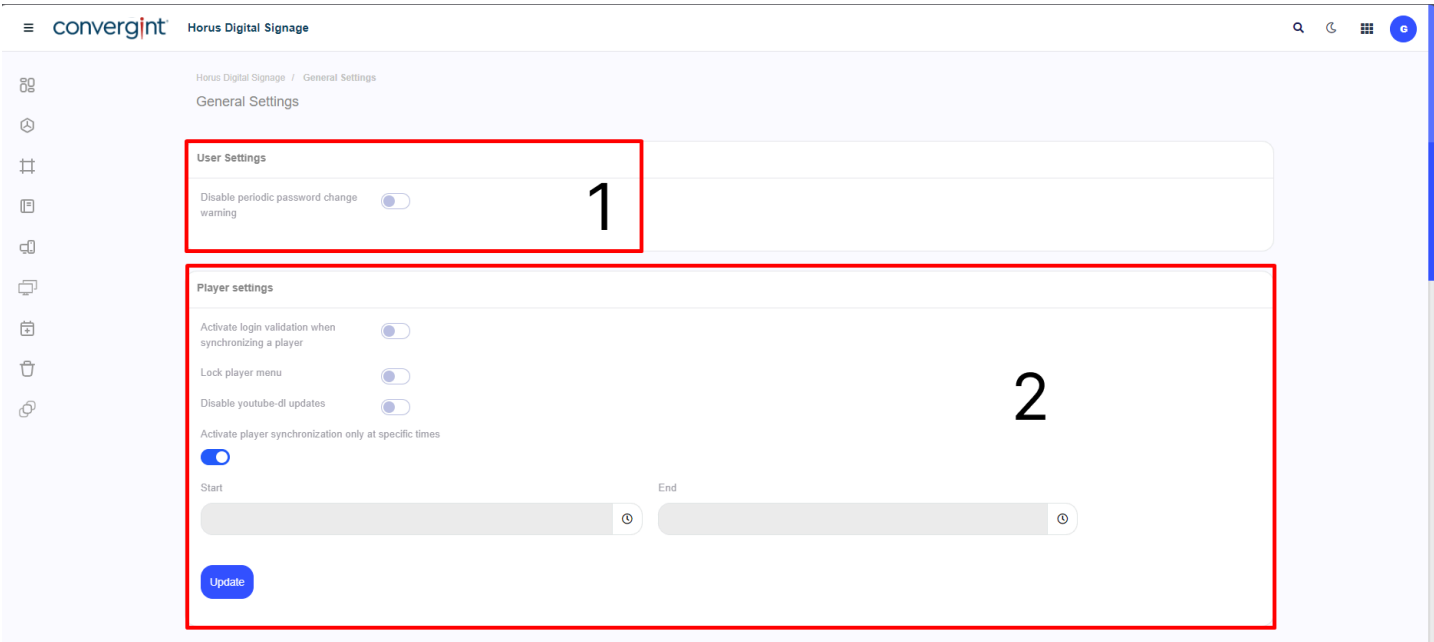 convergint
Horus Digital Signage
G
Horus Digital Signage / General Settings
General Settings
User Settings
Disable periodic password change
warning
1
Player settings
Activate login validation when
synchronizing a player
Lock player menu
Disable youtube-dl updates
2
Activate player synchronization only at specific times
Start
End
Update